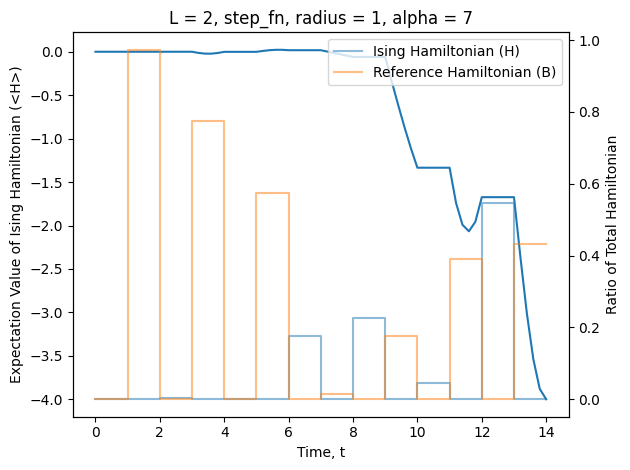 L = 2, step_fn, radius = 1, alpha = 7
Ising Hamiltonian (H)
Reference Hamiltonian (B)
Expectation Value of Ising Hamiltonian (<H>)
0.0
−0.5
−1.0
−1.5
−2.0
−2.5
−3.0
−3.5
−4.0
1.0
0.8
0.6
0.4
0.2
0.0
Ratio of Total Hamiltonian
0 2 4 6 8 10 12 14
Time, t